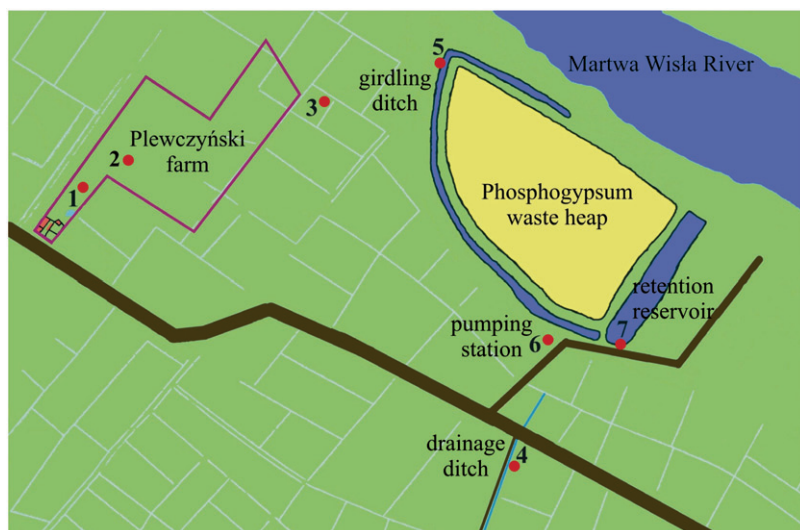 5
girdling
ditch
Martwa Wisła River
3
Plewczyński
farm
2
1
Phosphogypsum
waste heap
retention
reservoir
7
pumping
station
6
drainage
ditch
4